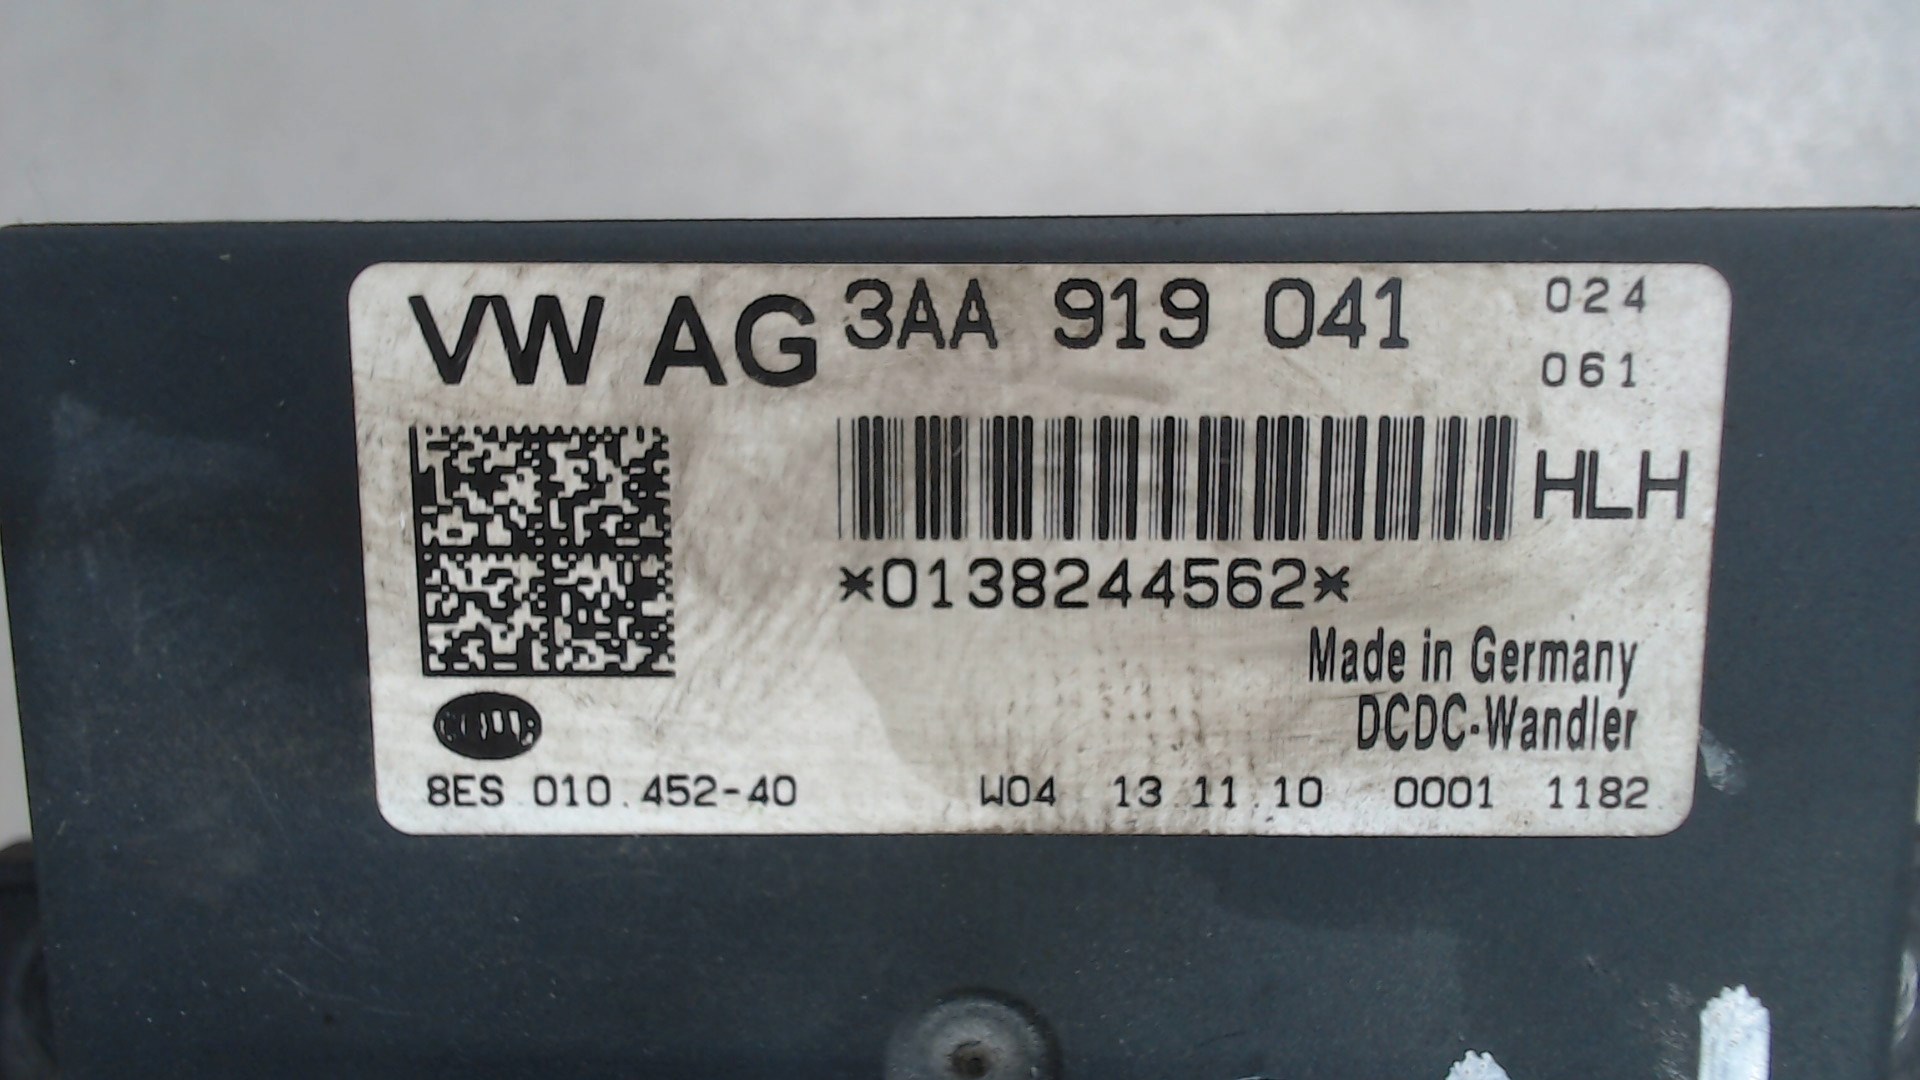 VW AG 3AA 919 041 024
061
HLH
*0138244562*
Made in Germany
DCDC-Wandler
HELLA
8ES 010.452-40 W04 13.11.10 0001 1182